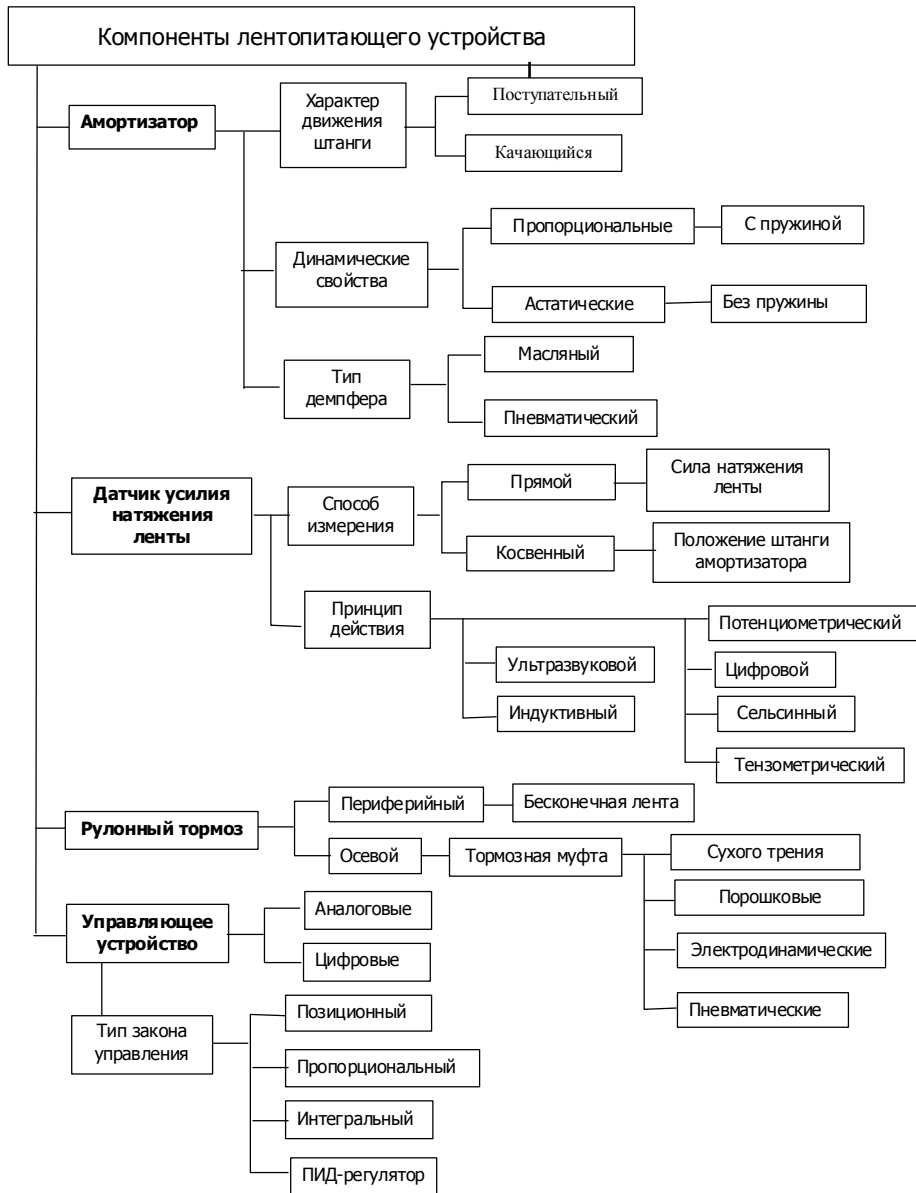 Компоненты лентопитающего устройства
Амортизатор
Характер
движения
штанги
Поступательный
Качающийся
Динамические
свойства
Пропорциональные
С пружиной
Астатические
Без пружины
Тип
демпфера
Масляный
Пневматический
Датчик усилия
натяжения
ленты
Способ
измерения
Прямой
Сила натяжения
ленты
Косвенный
Положение штанги
амортизатора
Принцип
действия
Ультразвуковой
Индуктивный
Потенциометрический
Цифровой
Сельсинный
Тензометрический
Рулонный тормоз
Периферийный
Бесконечная лента
Осевой
Тормозная муфта
Сухого трения
Порошковые
Электродинамические
Пневматические
Управляющее
устройство
Аналоговые
Цифровые
Тип закона
управления
Позиционный
Пропорциональный
Интегральный
ПИД-регулятор